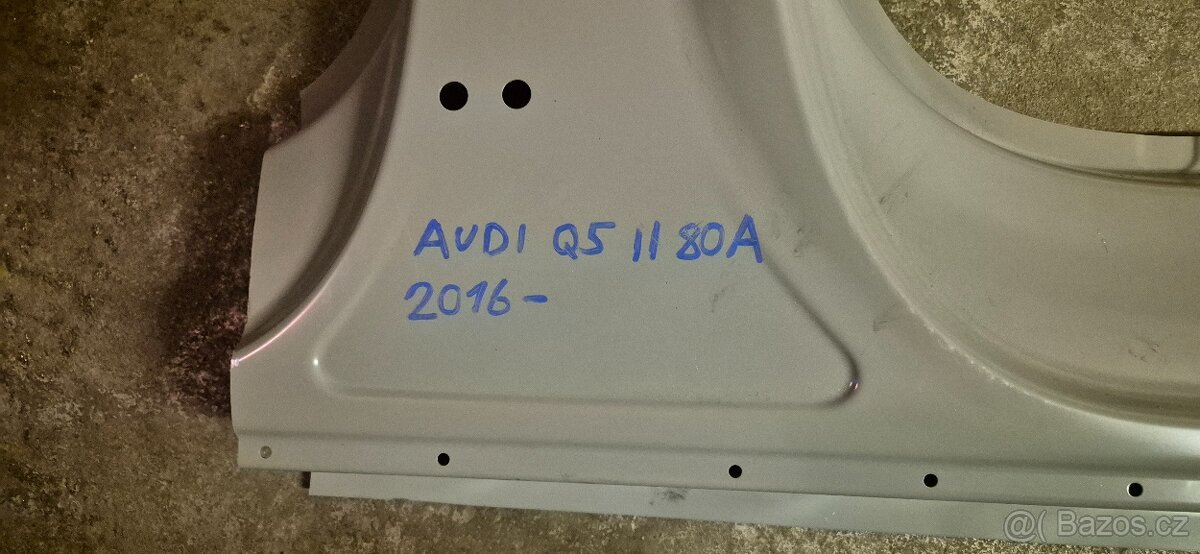 AUDI Q5 II 80A
2016-
@( Bazos.cz